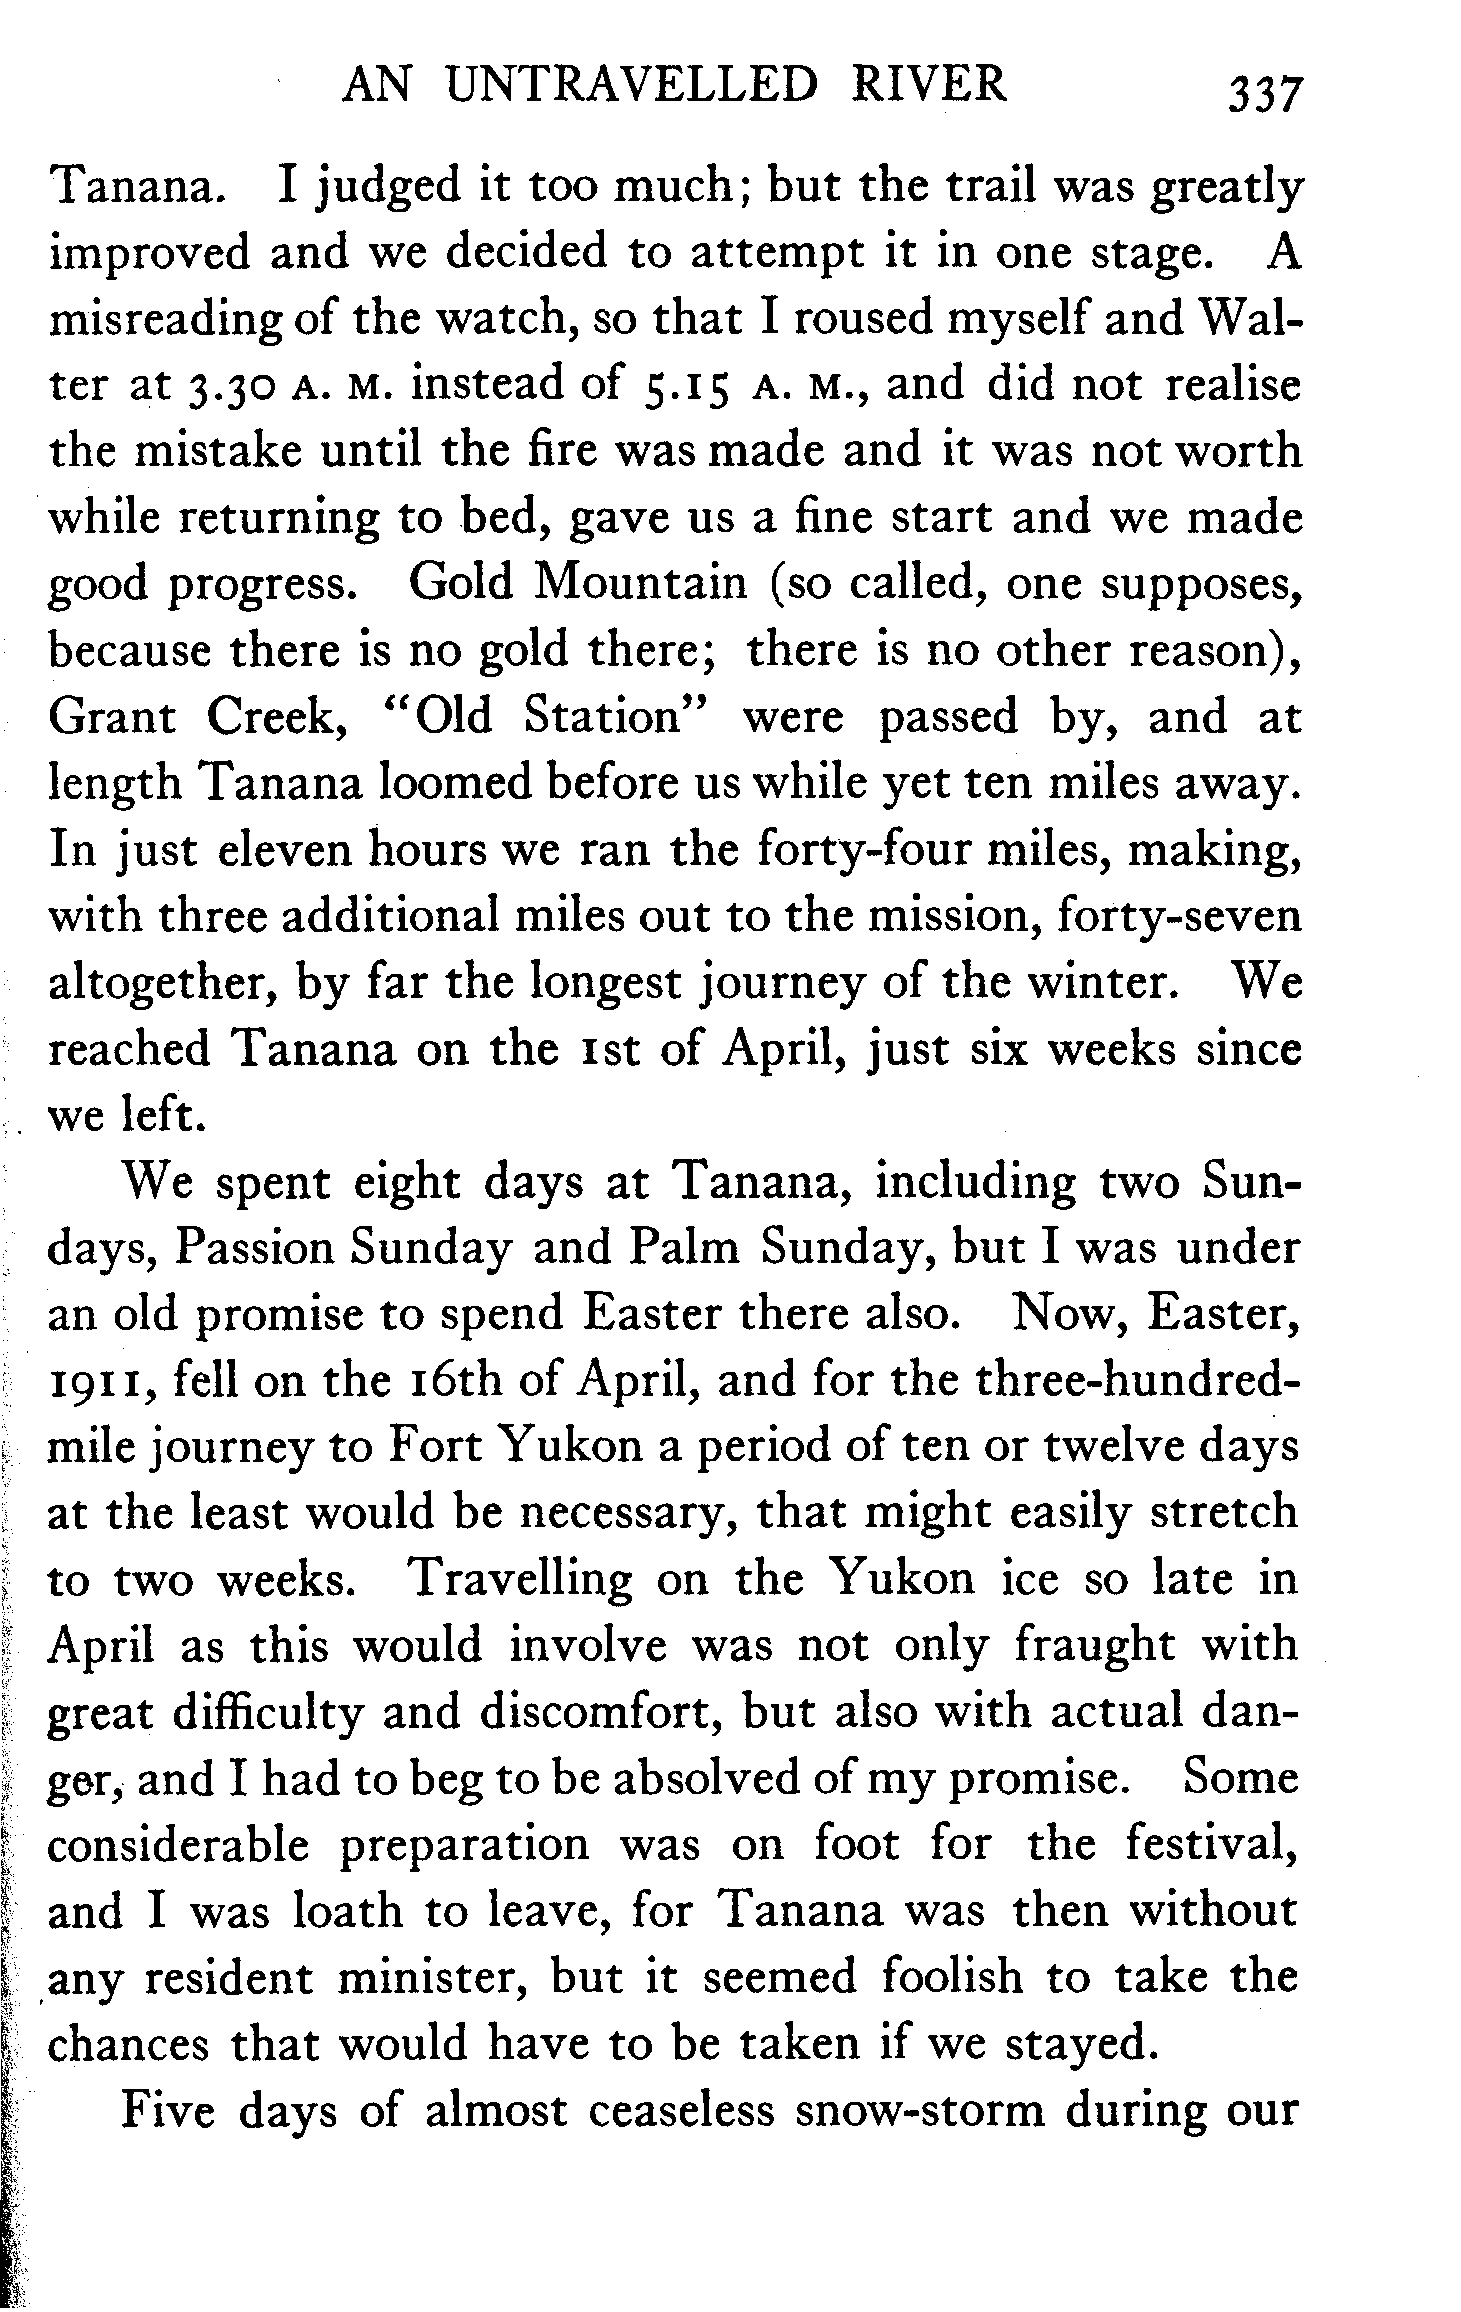 AN UNTRAVELLED RIVER 337
Tanana. I judged it too much; but the trail was greatly
improved and we decided to attempt it in one stage. A
misreading of the watch, so that I roused myself and Wal-
ter at 3.30 A. M. instead of 5.15 A. M., and did not realise
the mistake until the fire was made and it was not worth
while returning to bed, gave us a fine start and we made
good progress. Gold Mountain (so called, one supposes,
because there is no gold there; there is no other reason),
Grant Creek, “Old Station” were passed by, and at
length Tanana loomed before us while yet ten miles away.
In just eleven hours we ran the forty-four miles, making,
with three additional miles out to the mission, forty-seven
altogether, by far the longest journey of the winter. We
reached Tanana on the 1st of April, just six weeks since
we left.
We spent eight days at Tanana, including two Sun-
days, Passion Sunday and Palm Sunday, but I was under
an old promise to spend Easter there also. Now, Easter,
1911, fell on the 16th of April, and for the three-hundred-
mile journey to Fort Yukon a period of ten or twelve days
at the least would be necessary, that might easily stretch
to two weeks. Travelling on the Yukon ice so late in
April as this would involve was not only fraught with
great difficulty and discomfort, but also with actual dan-
ger, and I had to beg to be absolved of my promise. Some
considerable preparation was on foot for the festival,
and I was loath to leave, for Tanana was then without
any resident minister, but it seemed foolish to take the
chances that would have to be taken if we stayed.
Five days of almost ceaseless snow-storm during our